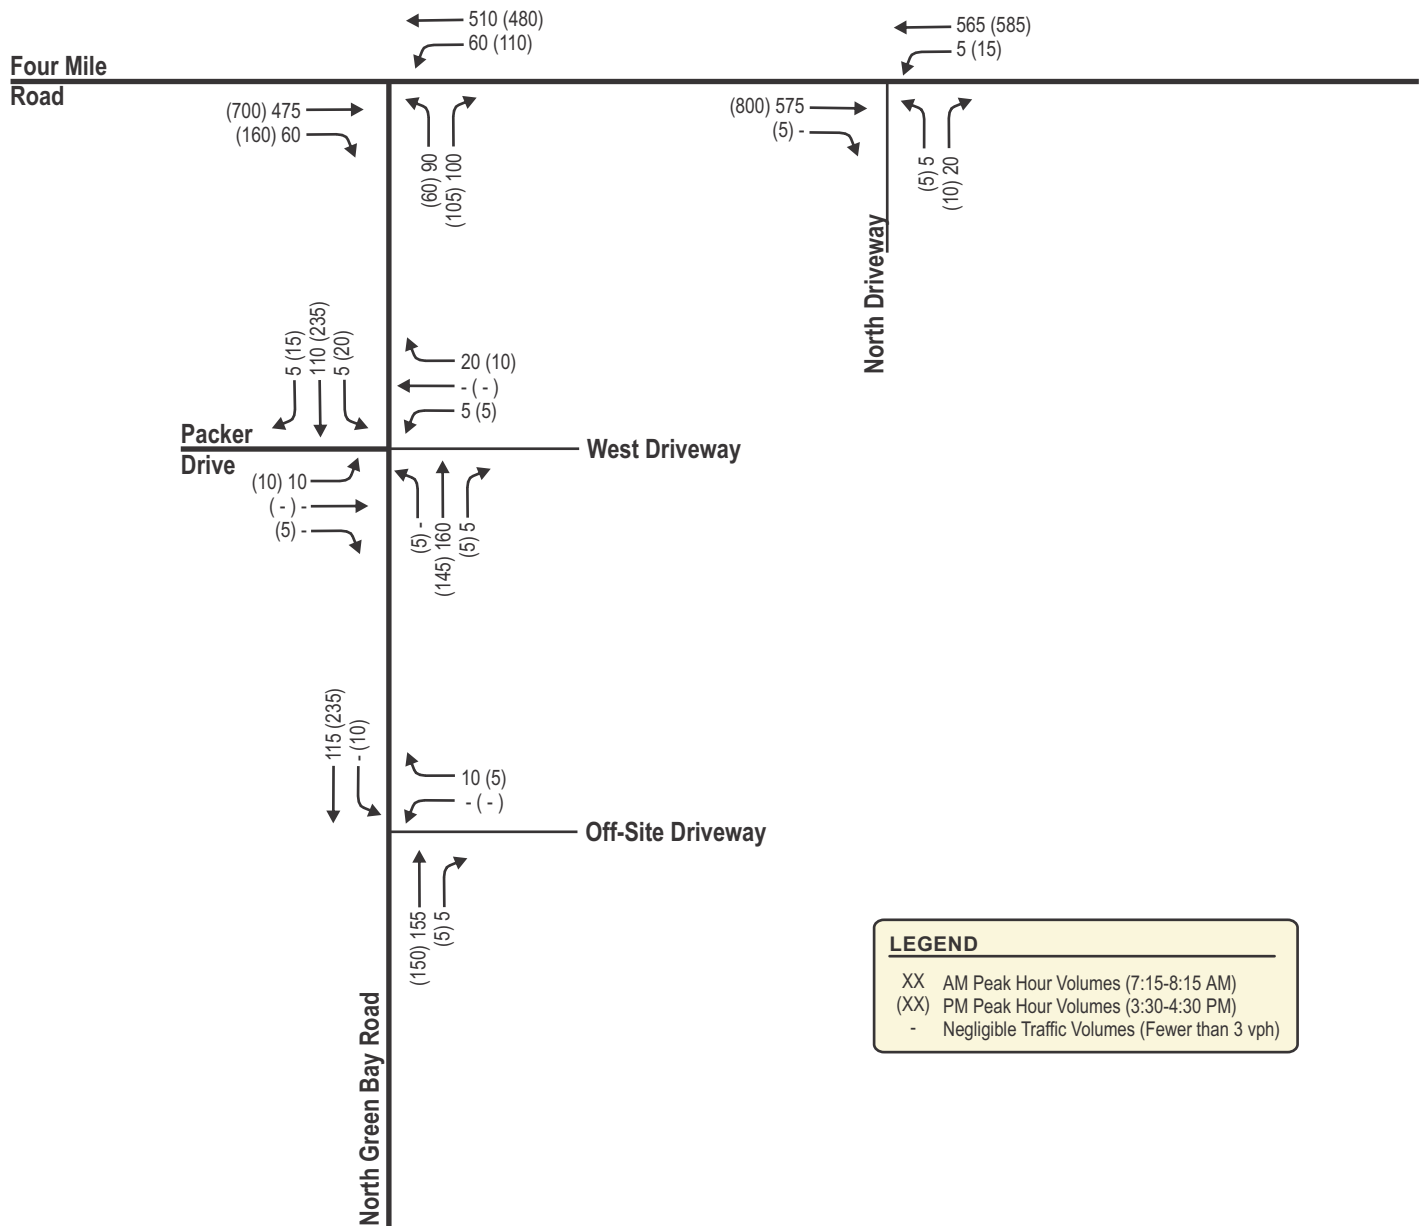 510 (480)
60 (110)
565 (585)
5 (15)
Four Mile
Road
(700) 475
(160) 60
(60) 90
(105) 100
(800) 575
(5) -
(5) 5
(10) 20
North Driveway
5 (15)
110 (235)
5 (20)
20 (10)
- ( - )
5 (5)
Packer
Drive
West Driveway
(10) 10
( - ) -
(5) -
(5) -
(145) 160
(5) 5
115 (235)
- (10)
10 (5)
- ( - )
Off-Site Driveway
(150) 155
(5) 5
North Green Bay Road
LEGEND
XX AM Peak Hour Volumes (7:15-8:15 AM)
(XX) PM Peak Hour Volumes (3:30-4:30 PM)
- Negligible Traffic Volumes (Fewer than 3 vph)